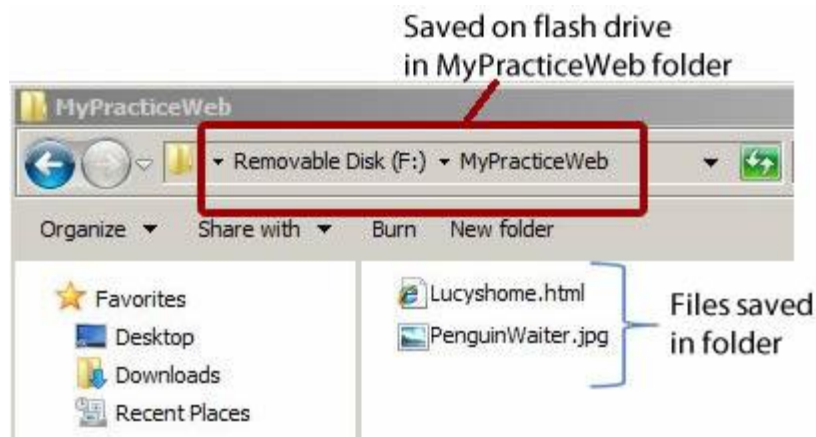 Saved on flash drive
in MyPracticeWeb folder
MyPracticeWeb
Removable Disk (F:) MyPracticeWeb
Organize Share with Burn New folder
Favorites
Desktop
Downloads
Recent Places
Lucyshome.html
PenguinWaiter.jpg
Files saved
in folder